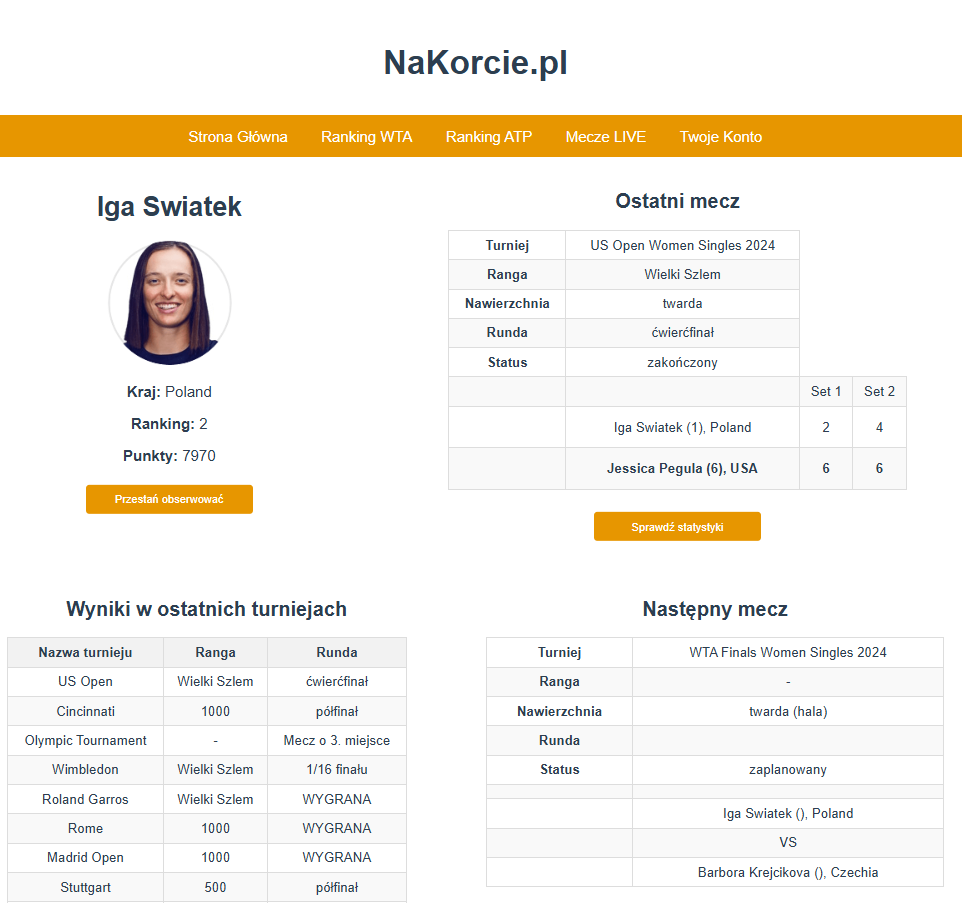 NaKorcie.pl
Strona Główna Ranking WTA Ranking ATP Mecze LIVE Twoje Konto
Iga Swiatek
Kraj: Poland
Ranking: 2
Punkty: 7970
Przestań obserwować
Ostatni mecz
Turniej US Open Women Singles 2024
Ranga Wielki Szlem
Nawierzchnia twarda
Runda ćwierćfinał
Status zakończony
Set 1 Set 2
Iga Swiatek (1), Poland 2 4
Jessica Pegula (6), USA 6 6
Sprawdź statystyki
Wyniki w ostatnich turniejach
Nazwa turnieju Ranga Runda
US Open Wielki Szlem ćwierćfinał
Cincinnati 1000 półfinał
Olympic Tournament - Mecz o 3. miejsce
Wimbledon Wielki Szlem 1/16 finału
Roland Garros Wielki Szlem WYGRANA
Rome 1000 WYGRANA
Madrid Open 1000 WYGRANA
Stuttgart 500 półfinał
Następny mecz
Turniej WTA Finals Women Singles 2024
Ranga -
Nawierzchnia twarda (hala)
Runda
Status zaplanowany
Iga Swiatek (), Poland
VS
Barbora Krejcikova (), Czechia